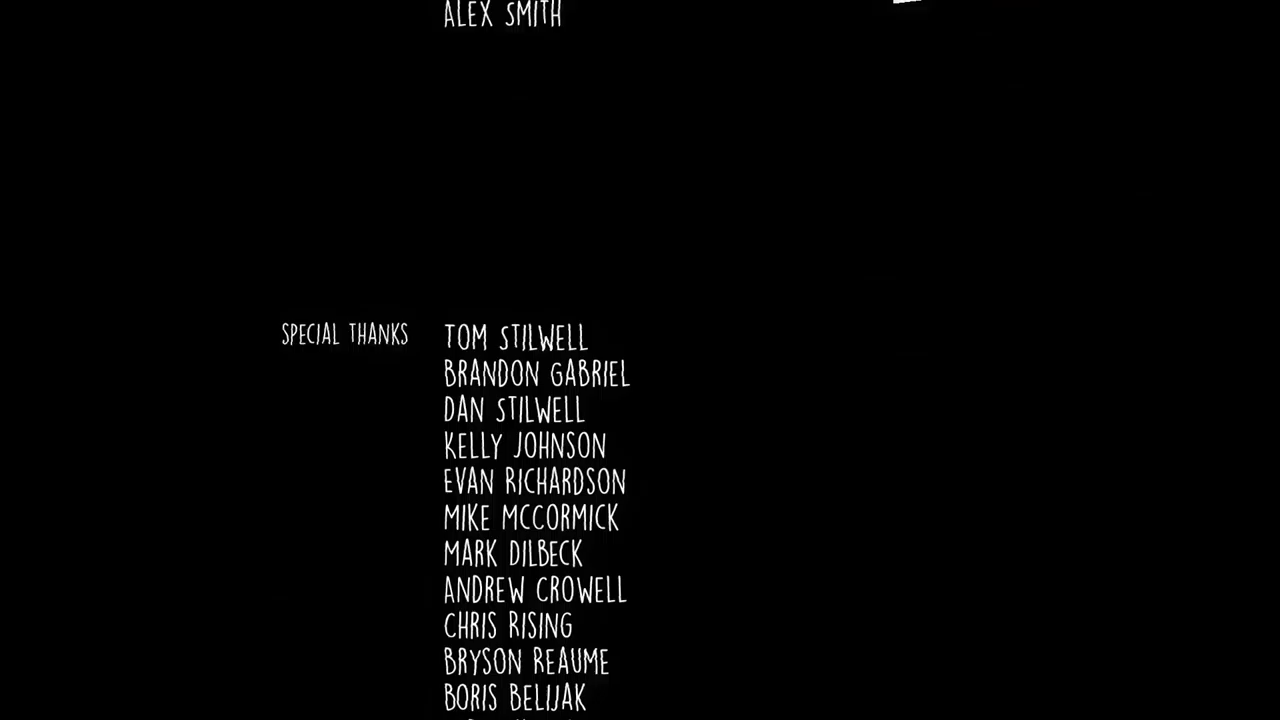 ALEX SMITH
SPECIAL THANKS TOM STILWELL
BRANDON GABRIEL
DAN STILWELL
KELLY JOHNSON
EVAN RICHARDSON
MIKE MCCORMICK
MARK DILBECK
ANDREW CROWELL
CHRIS RISING
BRYSON REAUME
BORIS BELIJAK